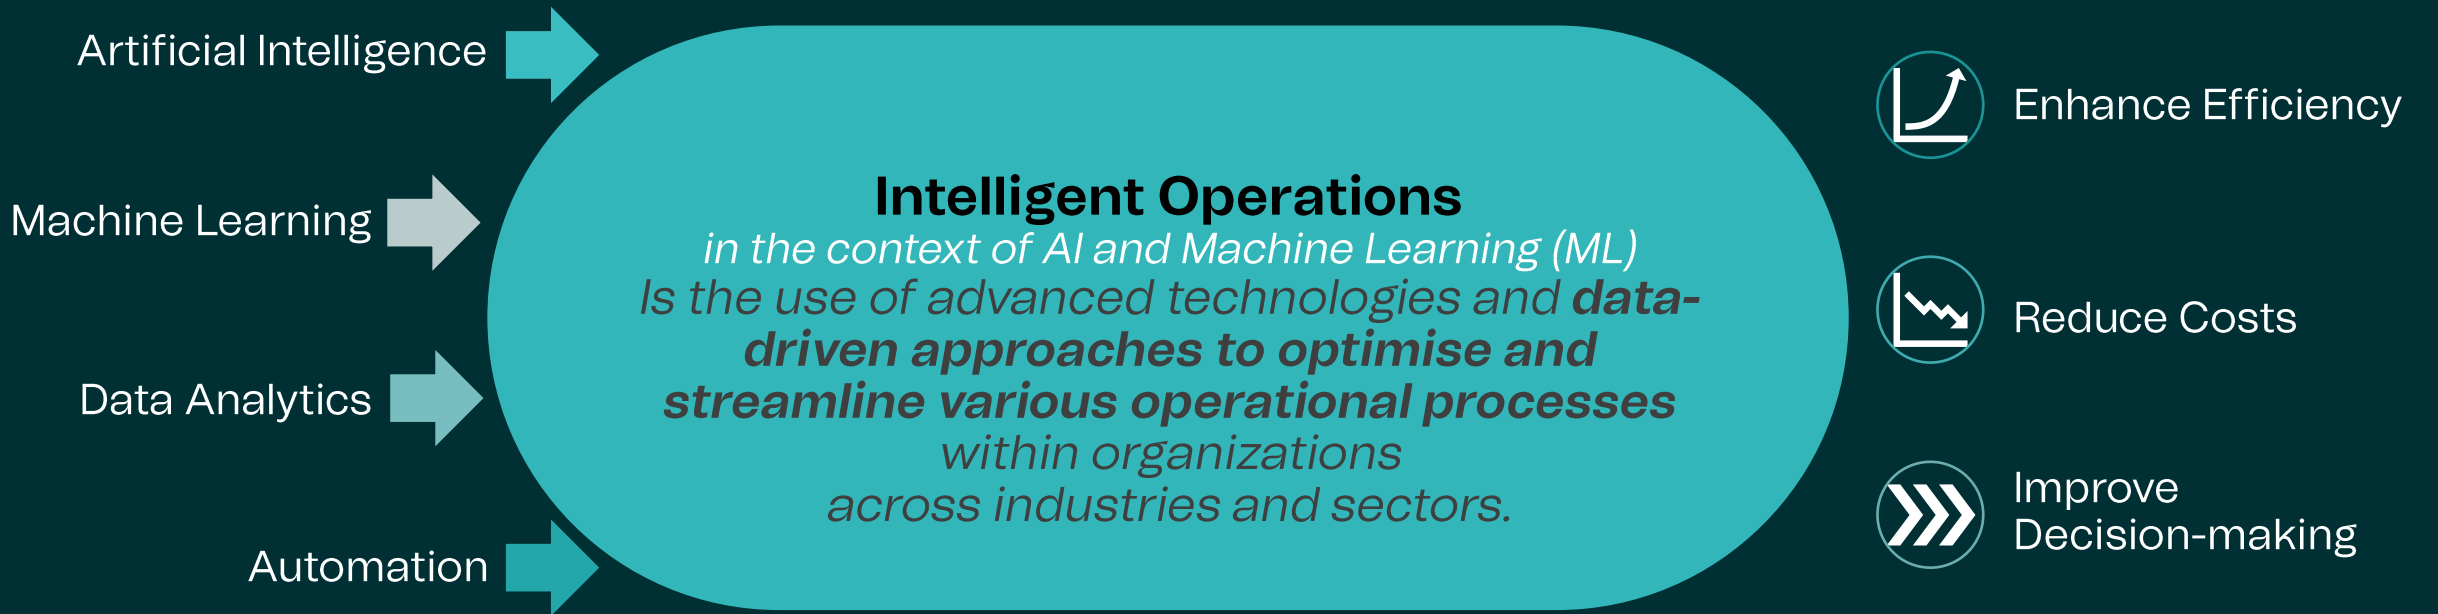 Artificial Intelligence
Machine Learning
Data Analytics
Automation
Intelligent Operations
in the context of AI and Machine Learning (ML)
Is the use of advanced technologies and data-
driven approaches to optimise and
streamline various operational processes
within organizations
across industries and sectors.
Enhance Efficiency
Reduce Costs
Improve
Decision-making